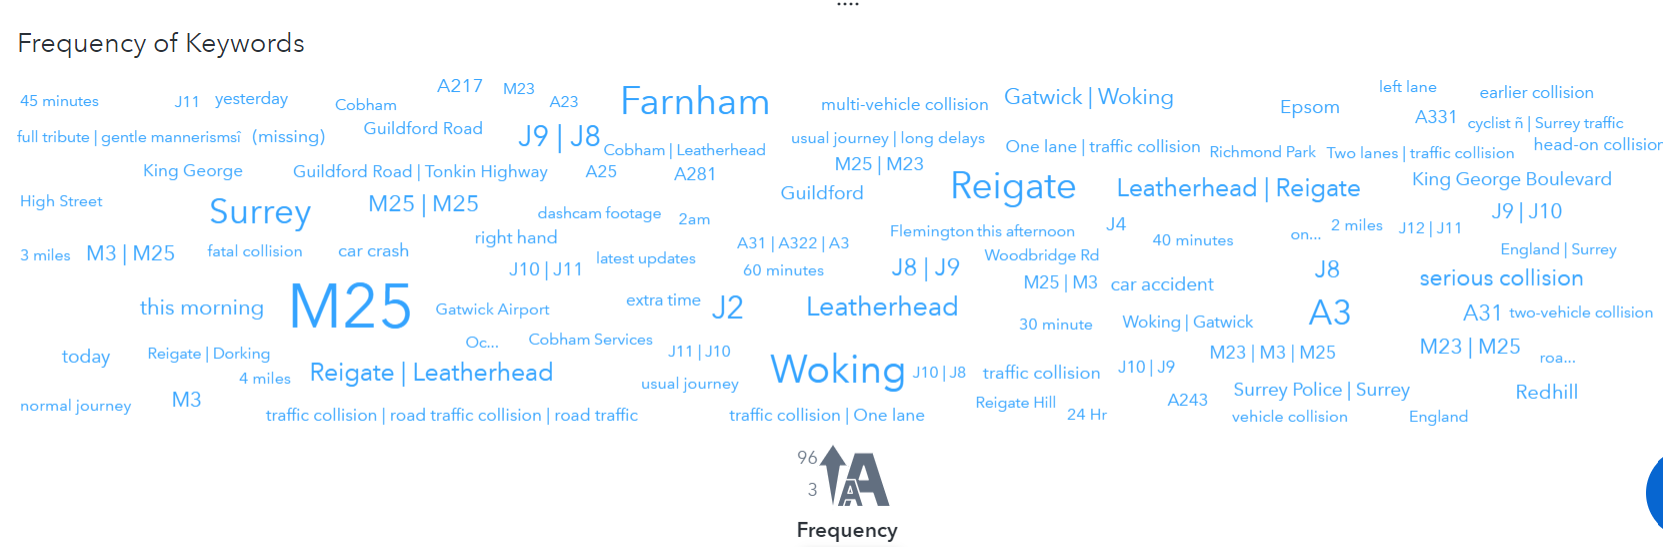 Frequency of Keywords
45 minutes
J11
yesterday
Cobham
A217
M23
A23
Farnham
multi-vehicle collision
Gatwick | Woking
Epsom
left lane
earlier collision
A331
cyclist ñ | Surrey traffic
full tribute | gentle mannerismsî
(missing)
Guildford Road
J9 | J8
Cobham | Leatherhead
usual journey | long delays
One lane | traffic collision
Richmond Park
Two lanes | traffic collision
head-on collision
King George
Guildford Road | Tonkin Highway
A25
A281
M25 | M23
Guildford
Reigate
Leatherhead | Reigate
King George Boulevard
High Street
Surrey
M25 | M25
dashcam footage
2am
J4
2 miles
J12 | J11
J9 | J10
3 miles
M3 | M25
fatal collision
car crash
right hand
J10 | J11
latest updates
A31 | A322 | A3
60 minutes
Flemington
this afternoon
J8 | J9
Woodbridge Rd
40 minutes
on...
England | Surrey
M25 | M3
car accident
J8
serious collision
this morning
M25
Gatwick Airport
extra time
J2
Leatherhead
30 minute
Woking | Gatwick
A3
A31
two-vehicle collision
today
Reigate | Dorking
Oc...
Cobham Services
J11 | J10
M23 | M3 | M25
M23 | M25
roa...
4 miles
Reigate | Leatherhead
usual journey
Woking
J10 | J8
traffic collision
J10 | J9
Surrey Police | Surrey
Redhill
normal journey
M3
traffic collision | road traffic collision | road traffic
traffic collision | One lane
Reigate Hill
24 Hr
A243
vehicle collision
England
96
3
AA
Frequency